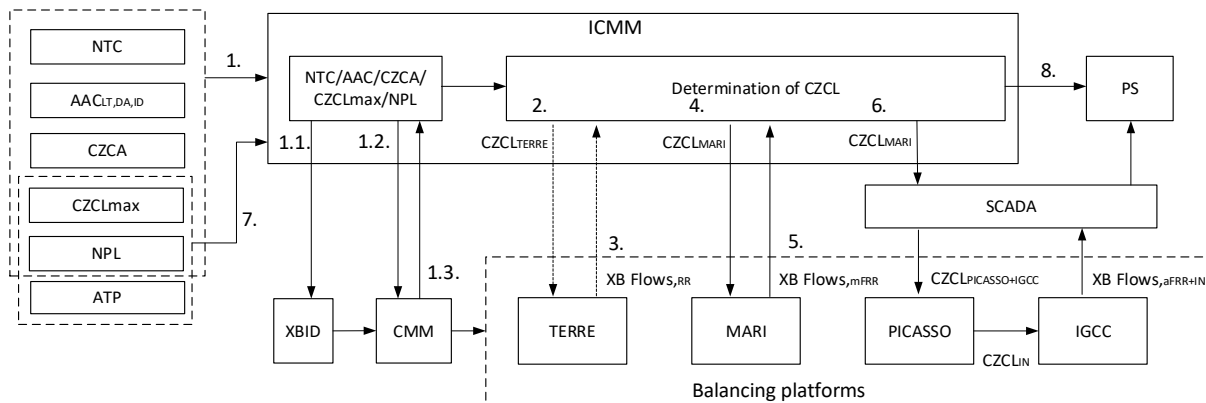 ICMM
NTC
1.
NTC/AAC/CZCA/
CZCLmax/NPL
Determination of CZCL
8.
PS
AACLT,DA,ID
2.
4.
6.
CZCA
1.1.
1.2.
CZCLTERRE
CZCLMARI
CZCLMARI
CZCLmax
7.
SCADA
NPL
3.
5.
1.3.
XB Flows,RR
XB Flows,mFRR
CZCLPICASSO+IGCC
XB Flows,aFRR+IN
ATP
XBID
CMM
TERRE
MARI
PICASSO
IGCC
CZCLIN
Balancing platforms